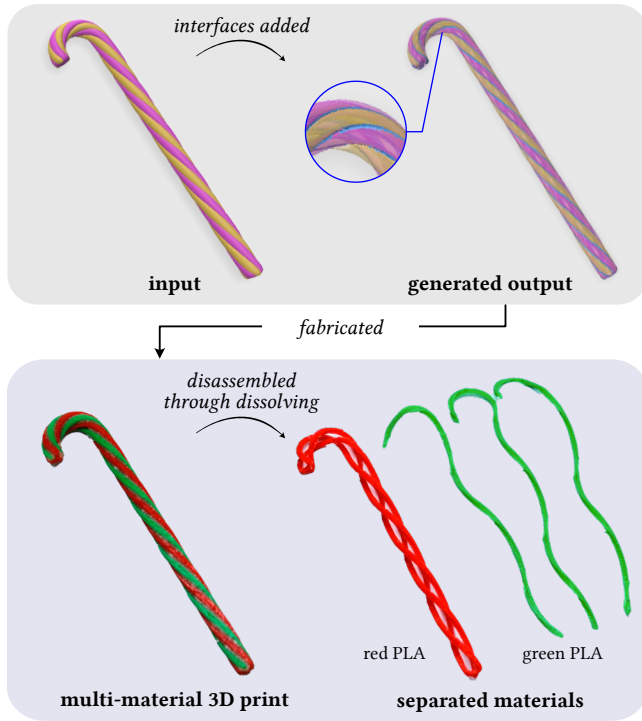 interfaces added
input
generated output
fabricated
disassembled
through dissolving
red PLA
green PLA
multi-material 3D print
separated materials